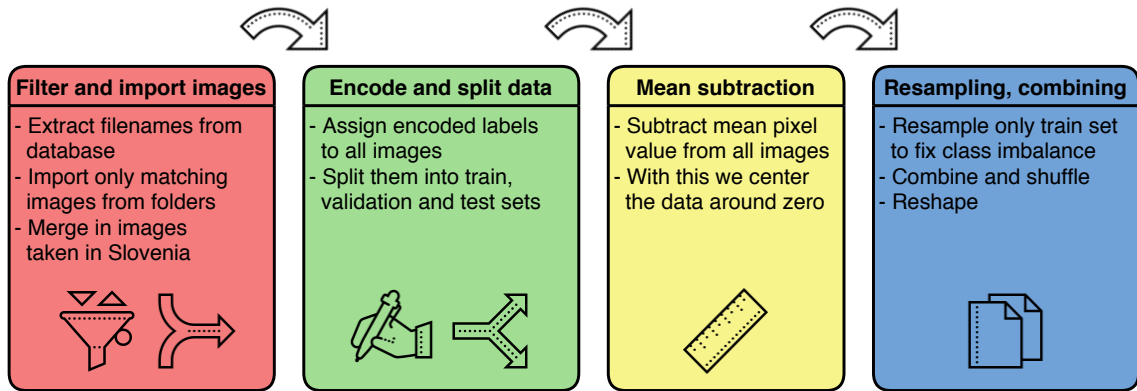 Filter and import images
- Extract filenames from
database
- Import only matching
images from folders
- Merge in images
taken in Slovenia
Encode and split data
- Assign encoded labels
to all images
- Split them into train,
validation and test sets
Mean subtraction
- Subtract mean pixel
value from all images
- With this we center
the data around zero
Resampling, combining
- Resample only train set
to fix class imbalance
- Combine and shuffle
- Reshape